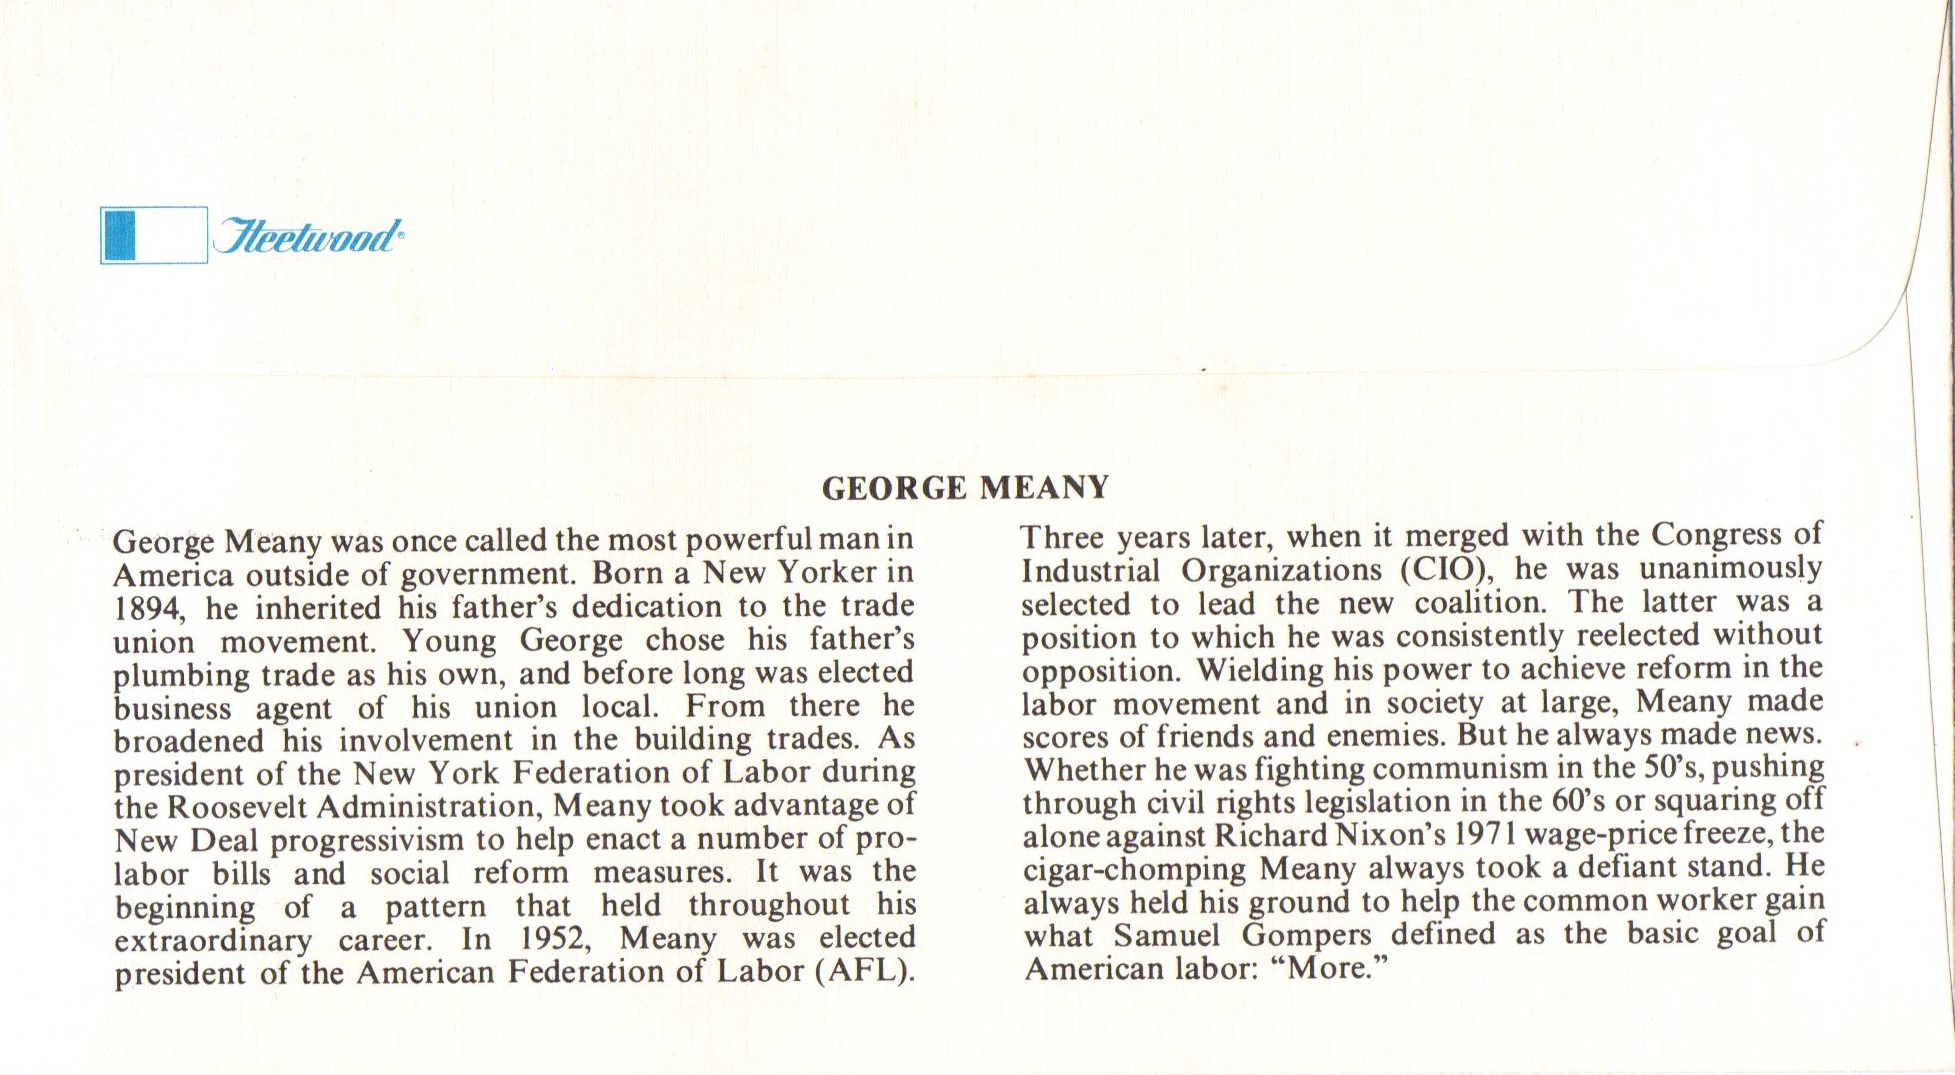 Fleetwood®
GEORGE MEANY
George Meany was once called the most powerful man in
America outside of government. Born a New Yorker in
1894, he inherited his father's dedication to the trade
union movement. Young George chose his father's
plumbing trade as his own, and before long was elected
business agent of his union local. From there he
broadened his involvement in the building trades. As
president of the New York Federation of Labor during
the Roosevelt Administration, Meany took advantage of
New Deal progressivism to help enact a number of pro-
labor bills and social reform measures. It was the
beginning of a pattern that held throughout his
extraordinary career. In 1952, Meany was elected
president of the American Federation of Labor (AFL).
Three years later, when it merged with the Congress of
Industrial Organizations (CIO), he was unanimously
selected to lead the new coalition. The latter was a
position to which he was consistently reelected without
opposition. Wielding his power to achieve reform in the
labor movement and in society at large, Meany made
scores of friends and enemies. But he always made news.
Whether he was fighting communism in the 50's, pushing
through civil rights legislation in the 60's or squaring off
alone against Richard Nixon's 1971 wage-price freeze, the
cigar-chomping Meany always took a defiant stand. He
always held his ground to help the common worker gain
what Samuel Gompers defined as the basic goal of
American labor: “More.”